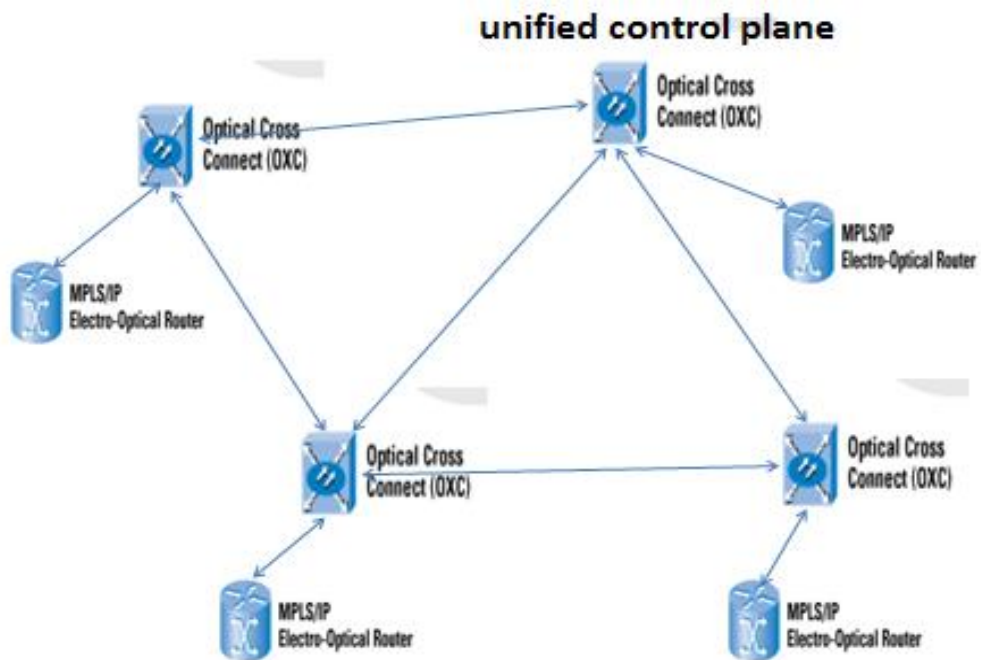 unified control plane
Optical Cross
Connect (OXC)
Optical Cross
Connect (OXC)
MPLS/IP
Electro-Optical Router
MPLS/IP
Electro-Optical Router
Optical Cross
Connect (OXC)
Optical Cross
Connect (OXC)
MPLS/IP
Electro-Optical Router
MPLS/IP
Electro-Optical Router